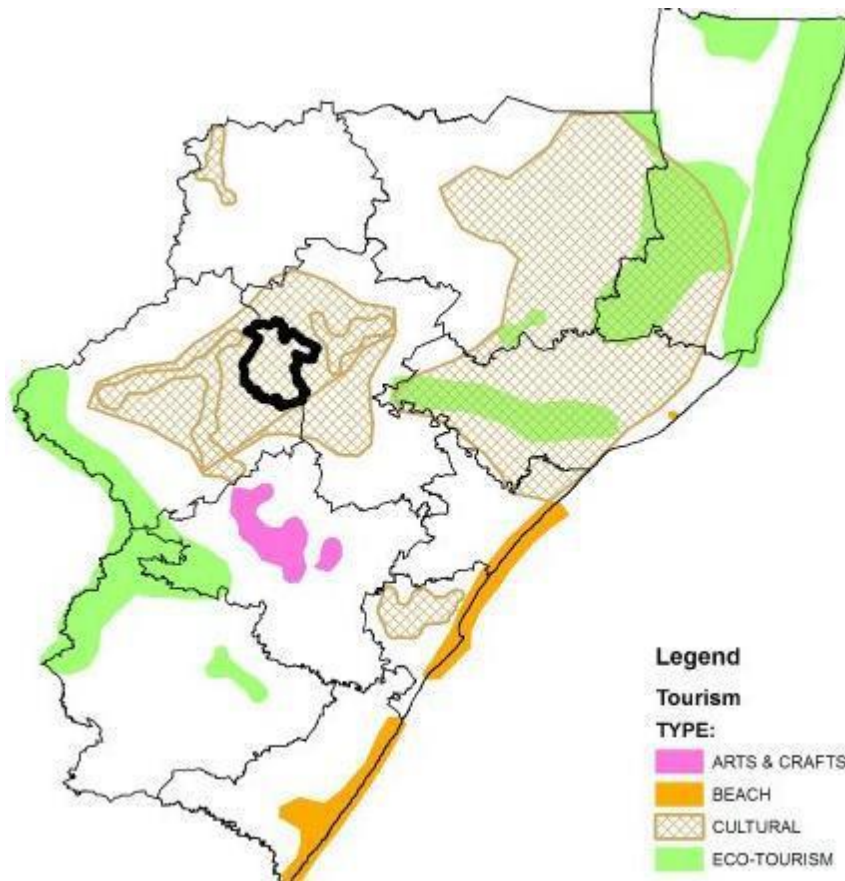 Legend
Tourism
TYPE:
ARTS & CRAFTS
BEACH
CULTURAL
ECO-TOURISM